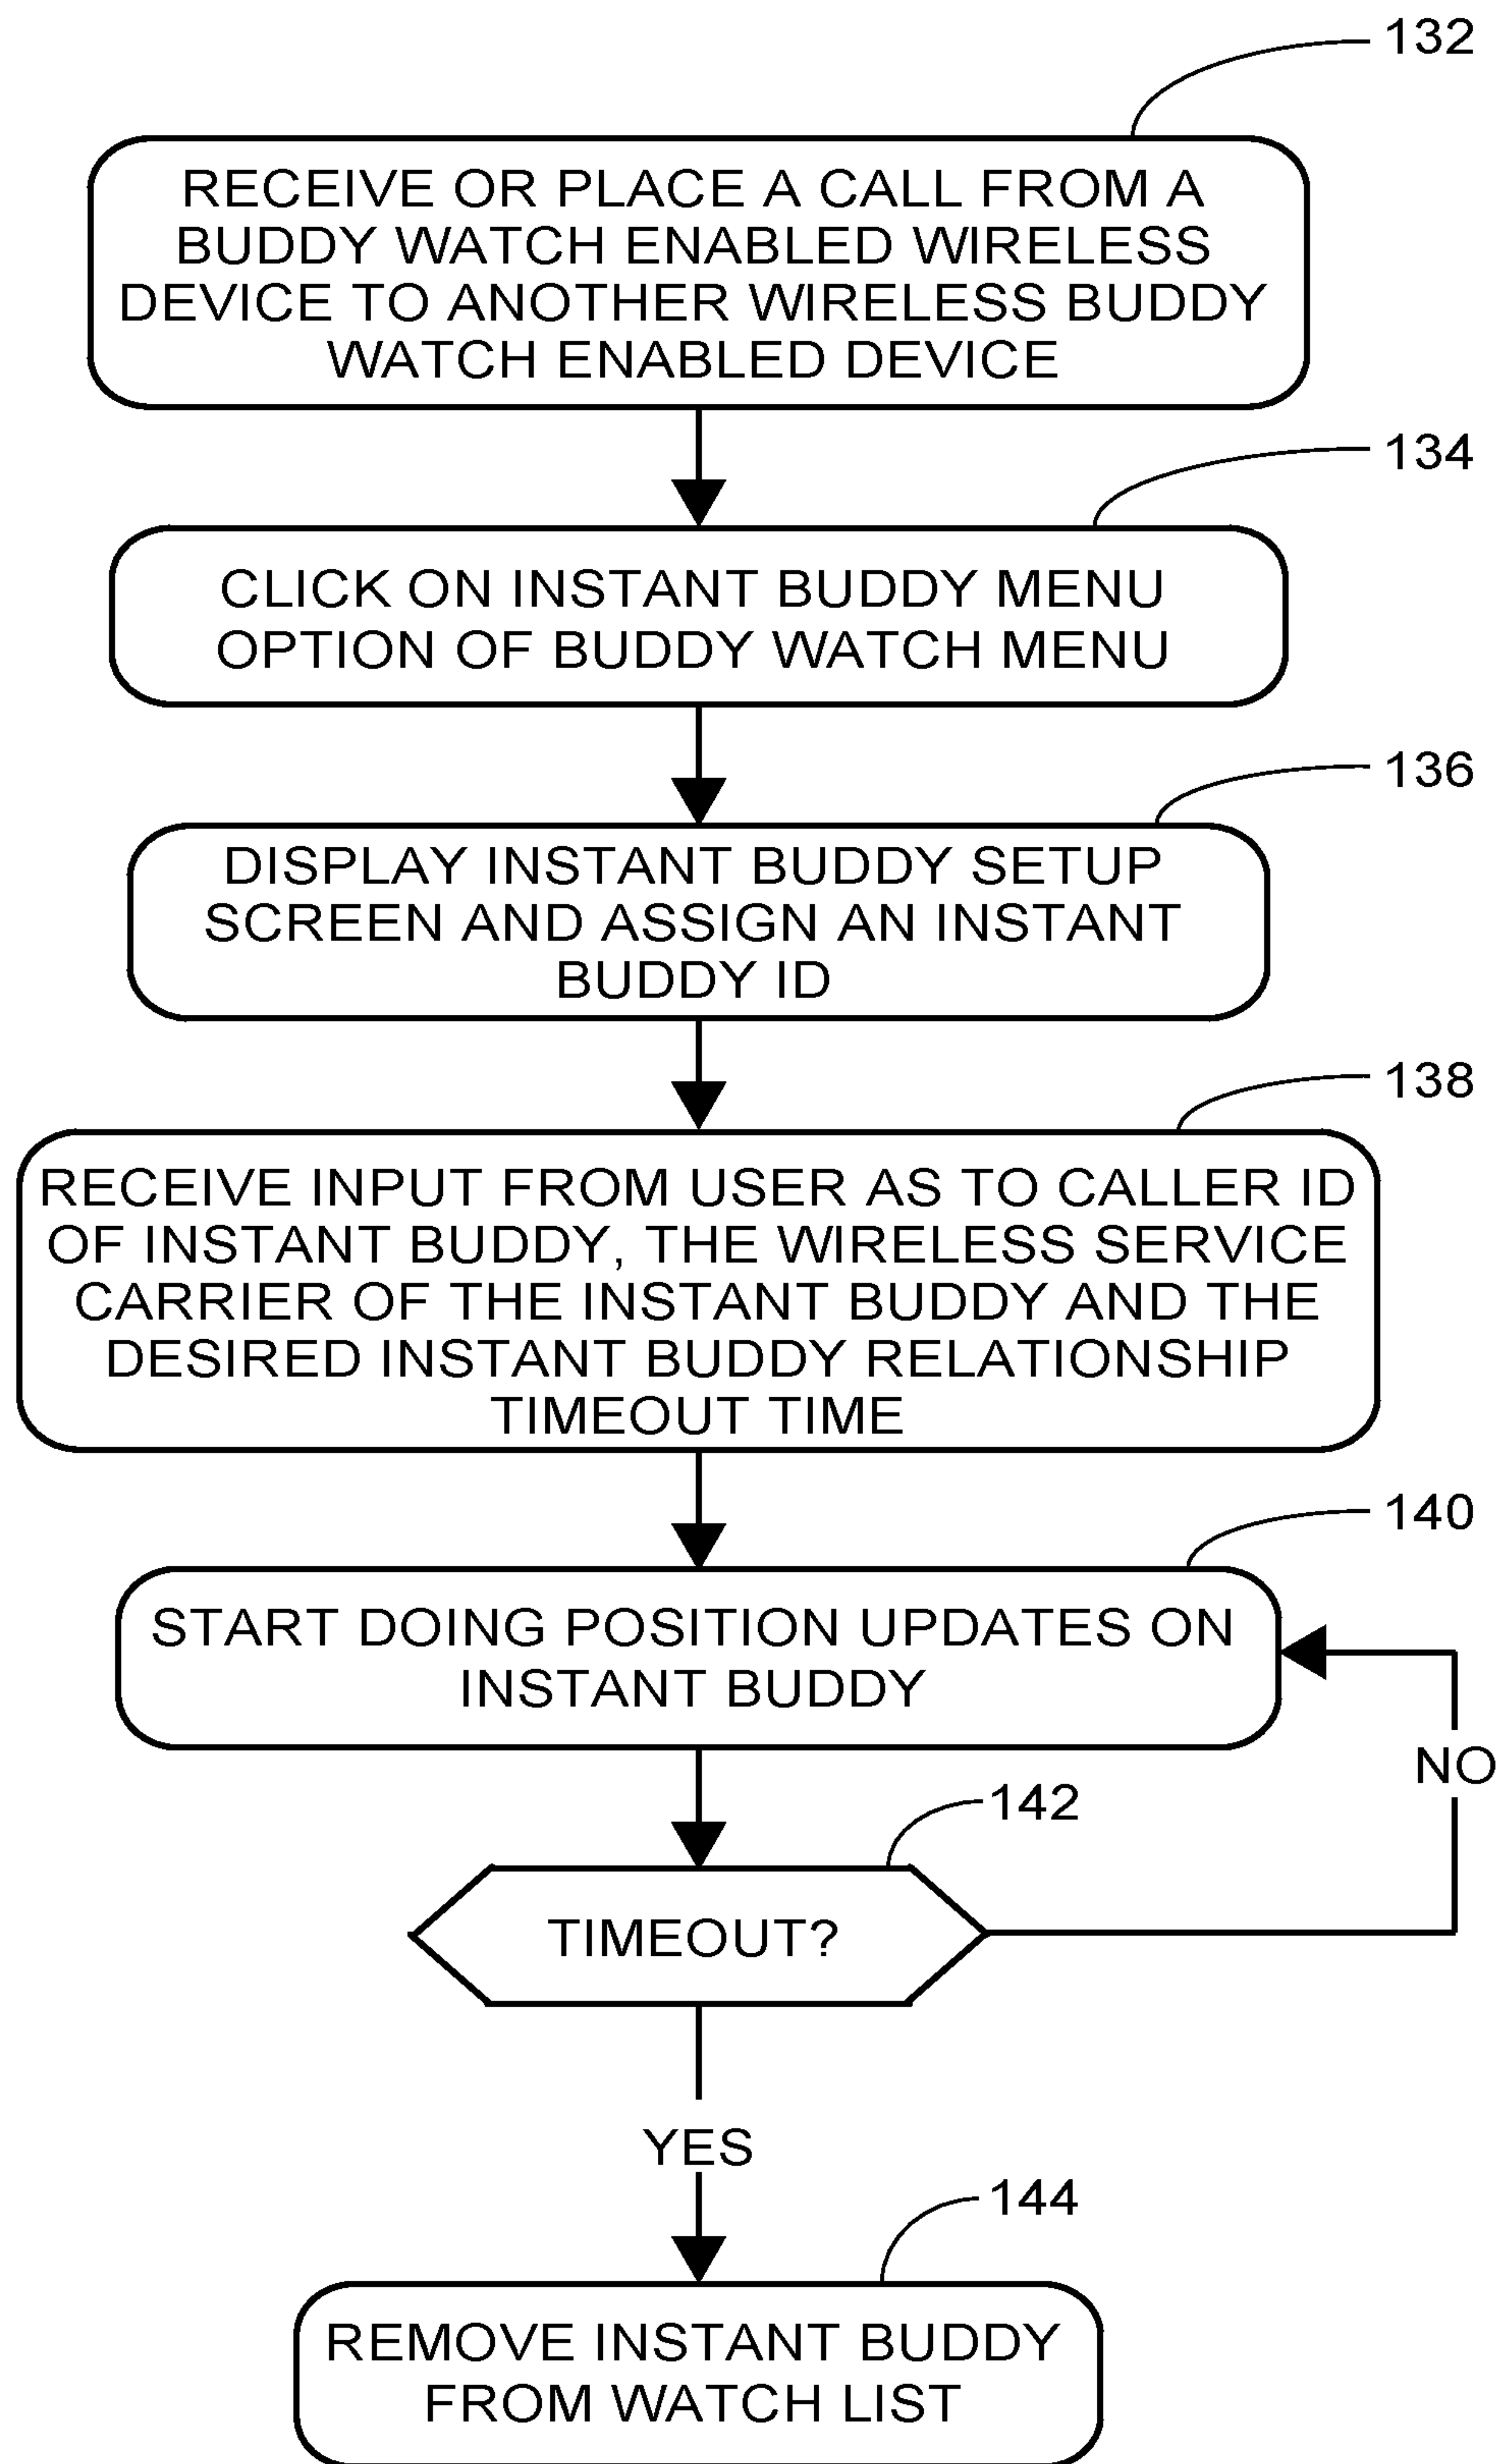 132
RECEIVE OR PLACE A CALL FROM A
BUDDY WATCH ENABLED WIRELESS
DEVICE TO ANOTHER WIRELESS BUDDY
WATCH ENABLED DEVICE
134
CLICK ON INSTANT BUDDY MENU
OPTION OF BUDDY WATCH MENU
136
DISPLAY INSTANT BUDDY SETUP
SCREEN AND ASSIGN AN INSTANT
BUDDY ID
138
RECEIVE INPUT FROM USER AS TO CALLER ID
OF INSTANT BUDDY, THE WIRELESS SERVICE
CARRIER OF THE INSTANT BUDDY AND THE
DESIRED INSTANT BUDDY RELATIONSHIP
TIMEOUT TIME
140
START DOING POSITION UPDATES ON
INSTANT BUDDY
NO
142
TIMEOUT?
YES
144
REMOVE INSTANT BUDDY
FROM WATCH LIST